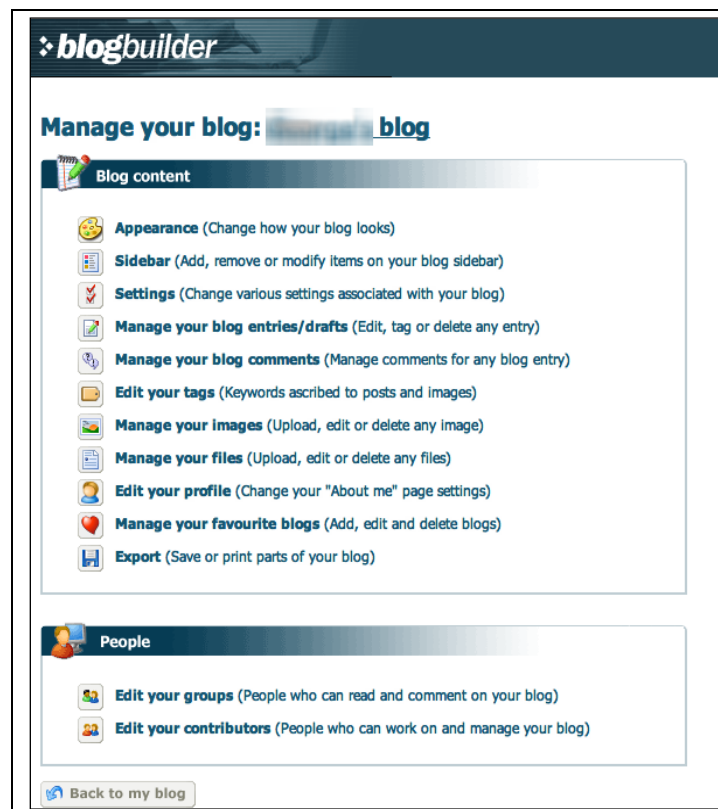 blogbuilder
Manage your blog: blog
Blog content
Appearance (Change how your blog looks)
Sidebar (Add, remove or modify items on your blog sidebar)
Settings (Change various settings associated with your blog)
Manage your blog entries/drafts (Edit, tag or delete any entry)
Manage your blog comments (Manage comments for any blog entry)
Edit your tags (Keywords ascribed to posts and images)
Manage your images (Upload, edit or delete any image)
Manage your files (Upload, edit or delete any files)
Edit your profile (Change your "About me" page settings)
Manage your favourite blogs (Add, edit and delete blogs)
Export (Save or print parts of your blog)
People
Edit your groups (People who can read and comment on your blog)
Edit your contributors (People who can work on and manage your blog)
Back to my blog